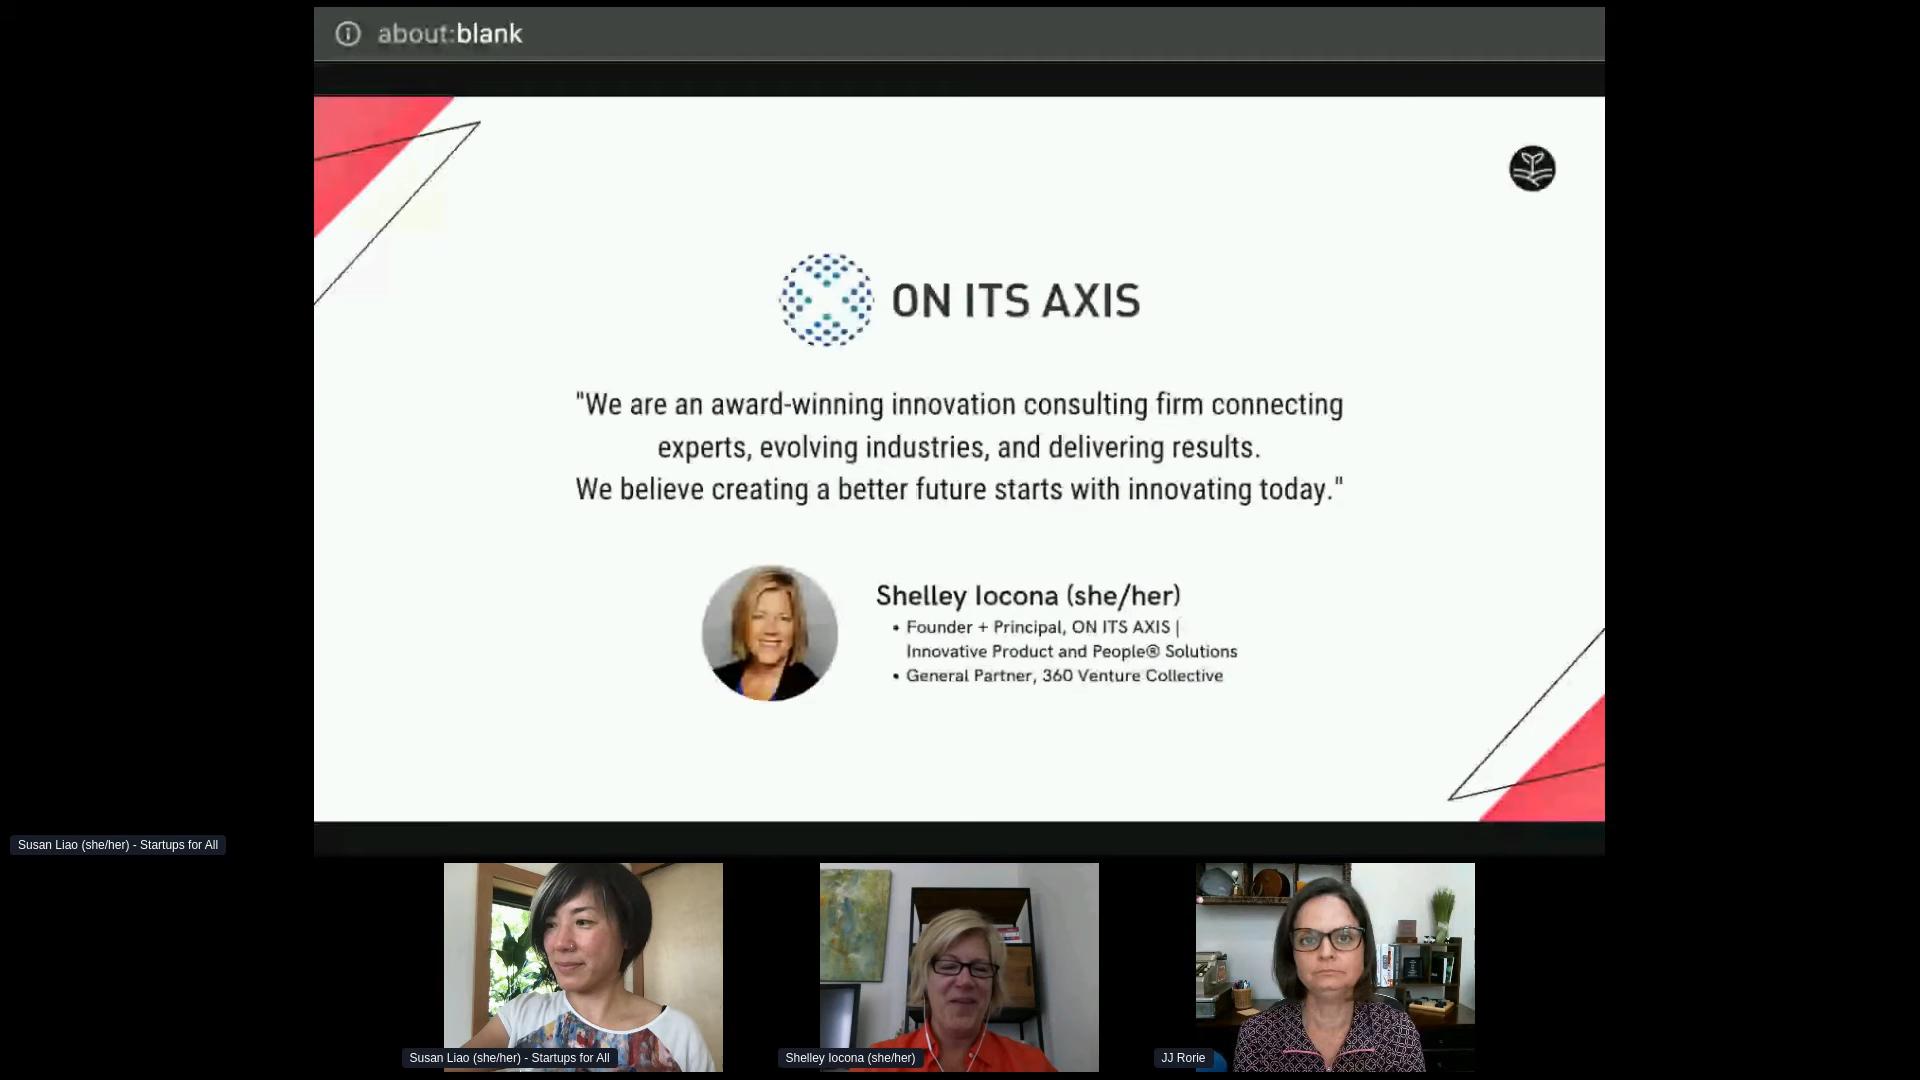 about:blank
ON ITS AXIS
"We are an award-winning innovation consulting firm connecting
experts, evolving industries, and delivering results.
We believe creating a better future starts with innovating today."
Shelley Iocona (she/her)
• Founder + Principal, ON ITS AXIS |
Innovative Product and People® Solutions
• General Partner, 360 Venture Collective
Susan Liao (she/her) - Startups for All
Susan Liao (she/her) - Startups for All
Shelley Iocona (she/her)
JJ Rorie